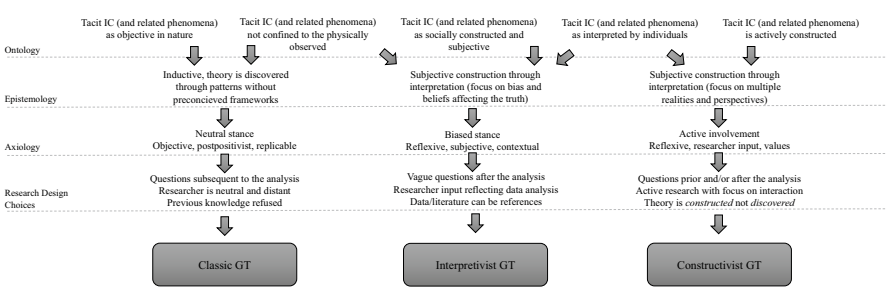 Tacit IC (and related phenomena)
as objective in nature
Tacit IC (and related phenomena)
not confined to the physically
observed
Tacit IC (and related phenomena)
as socially constructed and
subjective
Tacit IC (and related phenomena)
as interpreted by individuals
Tacit IC (and related phenomena)
is actively constructed
Ontology
Inductive, theory is discovered
through patterns without
preconcieved frameworks
Subjective construction through
interpretation (focus on bias and
beliefs affecting the truth)
Subjective construction through
interpretation (focus on multiple
realities and perspectives)
Epistemology
Neutral stance
Objective, postpositivist, replicable
Biased stance
Reflexive, subjective, contextual
Active involvement
Reflexive, researcher input, values
Axiology
Questions subsequent to the analysis
Researcher is neutral and distant
Previous knowledge refused
Vague questions after the analysis
Researcher input reflecting data analysis
Data/literature can be references
Questions prior and/or after the analysis
Active research with focus on interaction
Theory is constructed not discovered
Research Design
Choices
Classic GT
Interpretivist GT
Constructivist GT